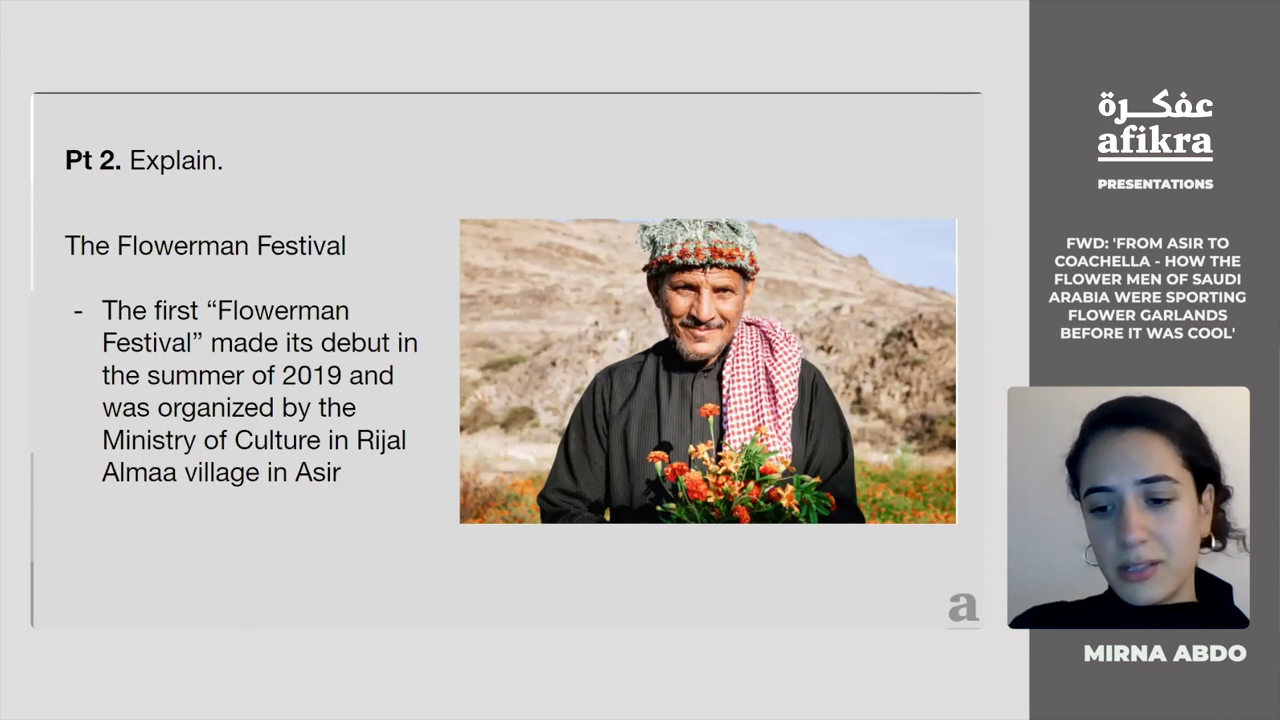 Pt 2. Explain.
The Flowerman Festival
- The first “Flowerman
Festival” made its debut in
the summer of 2019 and
was organized by the
Ministry of Culture in Rijal
Almaa village in Asir
a
عفكرة
afikra
PRESENTATIONS
FWD: 'FROM ASIR TO
COACHELLA - HOW THE
FLOWER MEN OF SAUDI
ARABIA WERE SPORTING
FLOWER GARLANDS
BEFORE IT WAS COOL'
MIRNA ABDO